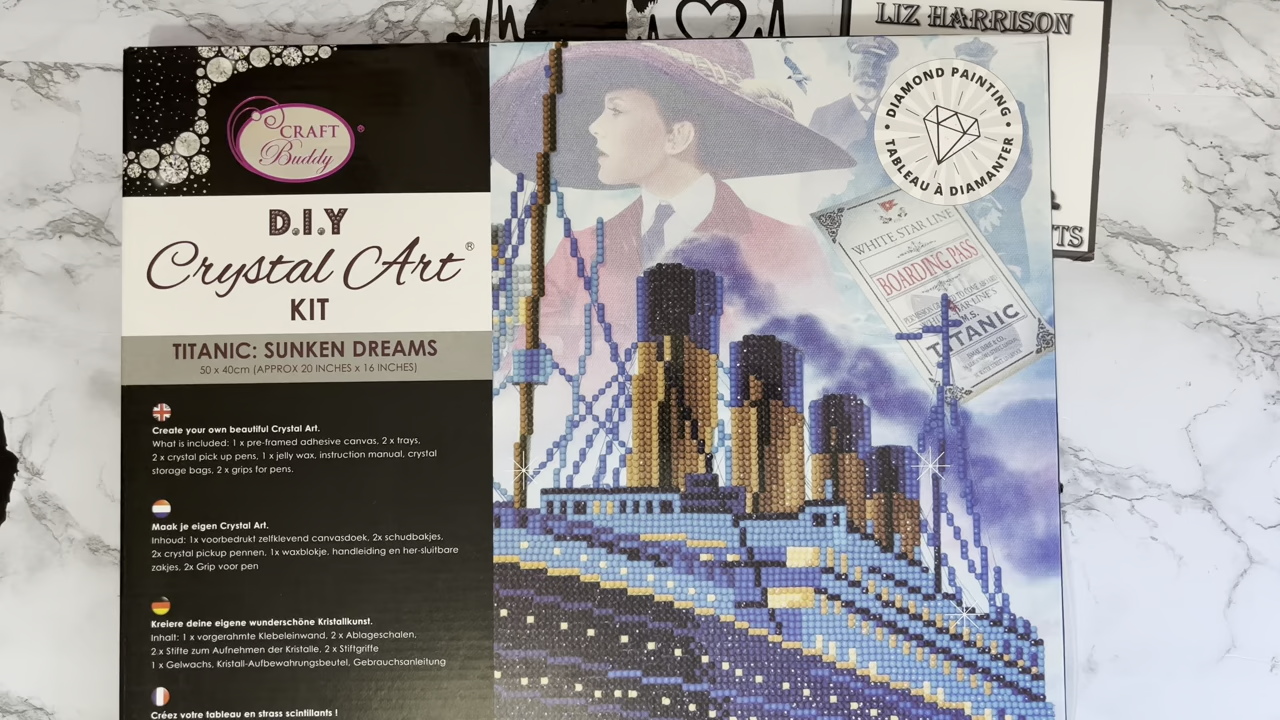 LIZ HARRISON
CRAFT
Buddy®
D.I.Y
Crystal Art®
KIT
TITANIC: SUNKEN DREAMS
50 x 40cm (APPROX 20 INCHES x 16 INCHES)
Create your own beautiful Crystal Art.
What is included: 1 x pre-framed adhesive canvas, 2 x trays,
2 x crystal pick up pens, 1 x jelly wax, instruction manual, crystal
storage bags, 2 x grips for pens.
Maak je eigen Crystal Art.
Inhoud: 1x voorbedrukt zelfklevend canvasdoek, 2x schudbakjes,
2x crystal pickup pennen, 1x waxblokje, handleiding en her-sluitbare
zakjes, 2x Grip voor pen
Kreiere deine eigene wunderschöne Kristallkunst.
Inhalt: 1 x vorgerahmte Klebeleinwand, 2 x Ablageschalen,
2 x Stifte zum Aufnehmen der Kristalle, 2 x Stiftgriffe
1 x Gelwachs, Kristall-Aufbewahrungsbeutel, Gebrauchsanleitung
Créez votre tableau en strass scintillants !
• DIAMOND PAINTING •
TABLEAU À DIAMANTER
WHITE STAR LINE
BOARDING PASS
TITANIC